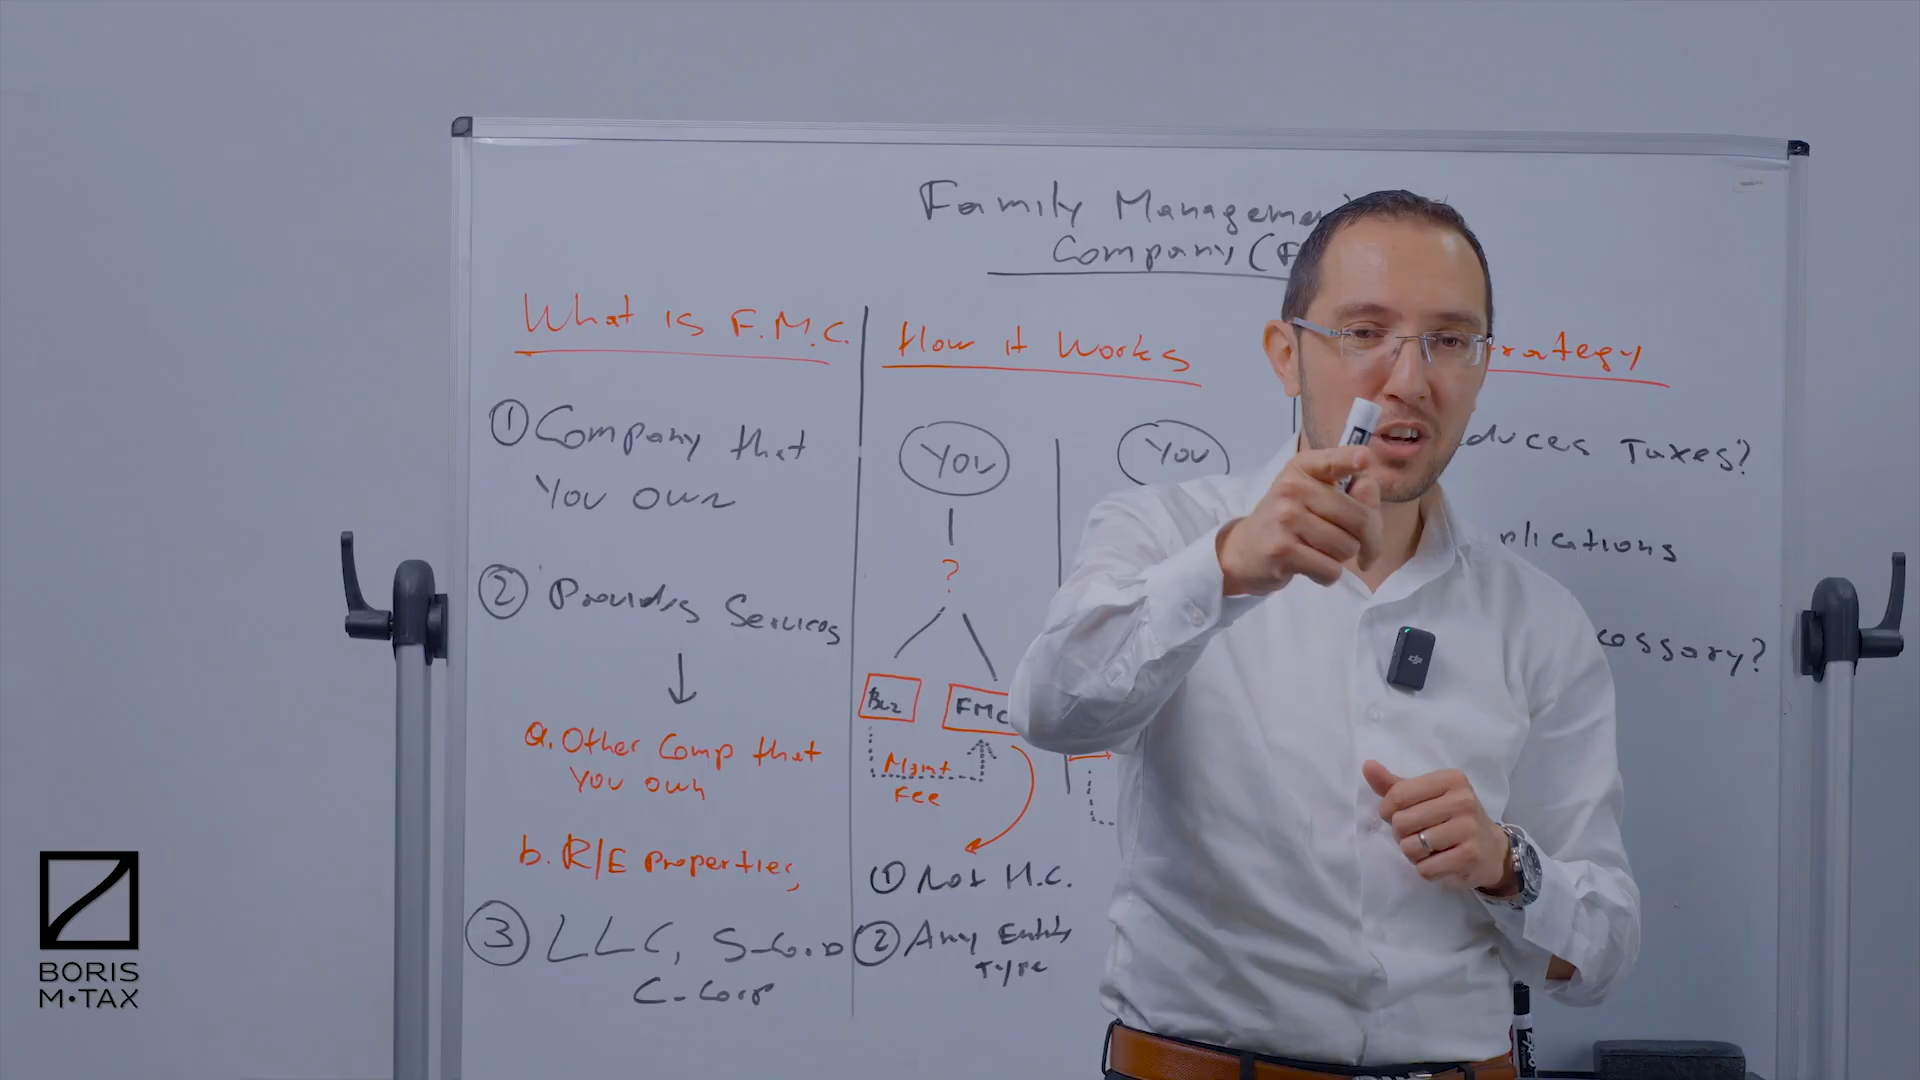 Family Managemen
Company (F
What is F.M.C.
① Company that
You own
② Provides Services
a. Other Comp that
You own
b. R/E Properties,
③ LLC, S-Corp
C-Corp
How it Works
You
?
Biz
FMC
Mgmt
Fee
① Not H.C.
② Any Entity
Type
You
rategy
duces Taxes?
plications
cessary?
BORIS
M•TAX